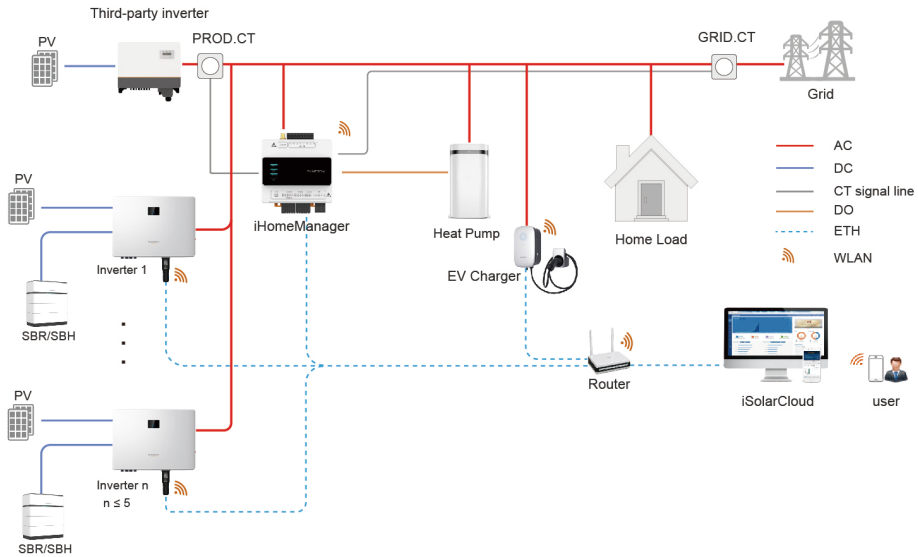 Third-party inverter
PV
PROD.CT
GRID.CT
Grid
AC
DC
CT signal line
DO
ETH
WLAN
PV
iHomeManager
Heat Pump
Home Load
Inverter 1
EV Charger
SBR/SBH
Router
iSolarCloud
user
PV
Inverter n
n ≤ 5
SBR/SBH